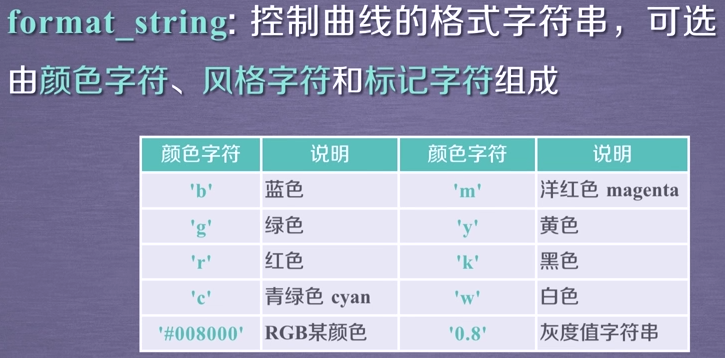 format_string: 控制曲线的格式字符串，可选
由颜色字符、风格字符和标记字符组成
颜色字符 说明 颜色字符 说明
'b' 蓝色 'm' 洋红色 magenta
'g' 绿色 'y' 黄色
'r' 红色 'k' 黑色
'c' 青绿色 cyan 'w' 白色
'#008000' RGB某颜色 '0.8' 灰度值字符串